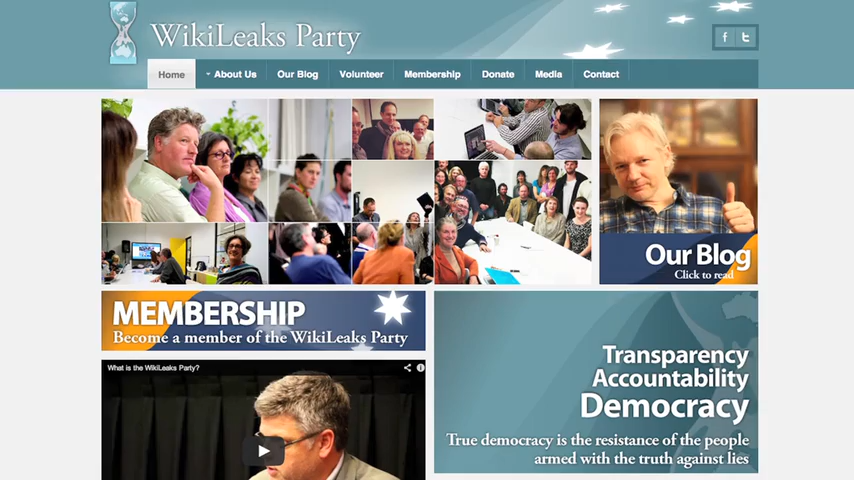 WikiLeaks Party
f t
Home
About Us
Our Blog
Volunteer
Membership
Donate
Media
Contact
Our Blog
Click to read
MEMBERSHIP
Become a member of the WikiLeaks Party
What is the WikiLeaks Party?
Transparency
Accountability
Democracy
True democracy is the resistance of the people
armed with the truth against lies